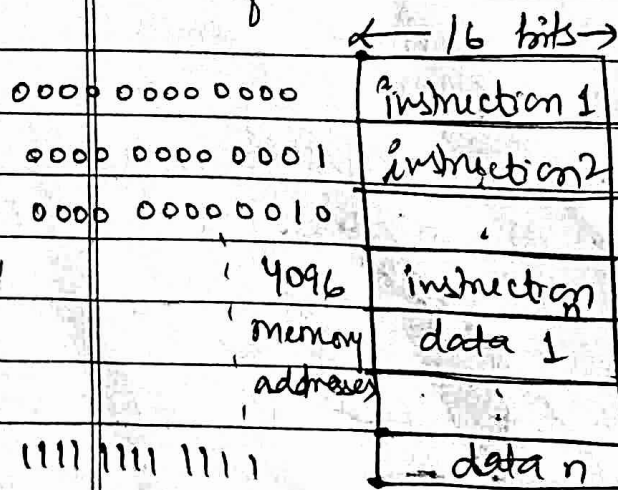 ← 16 bits →
0000 0000 0000 instruction 1
0000 0000 0001 instruction 2
0000 0000 0010
4096 instruction n
memory data 1
addresses
1111 1111 1111 data n